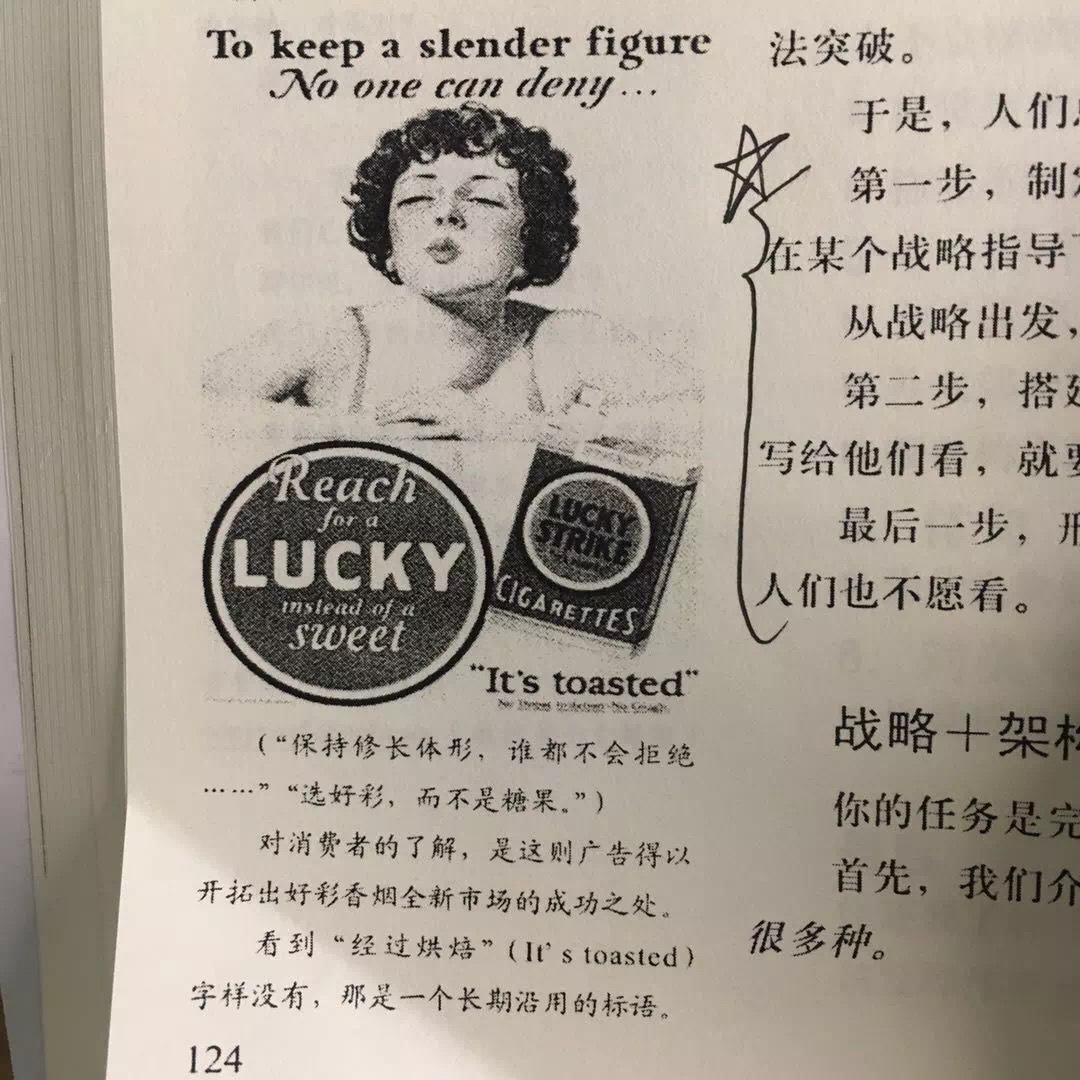 To keep a slender figure
No one can deny...
Reach
for a
LUCKY
instead of a
sweet
LUCKY
STRIKE
CIGARETTES
"It's toasted"
（“保持修长体形，谁都不会拒绝
……”“选好彩，而不是糖果。”）
对消费者的了解，是这则广告得以
开拓出好彩香烟全新市场的成功之处。
看到“经过烘焙”（It's toasted）
字样没有，那是一个长期沿用的标语。
124
法突破。
于是，人们
第一步，制
在某个战略指导
从战略出发，
第二步，搭
写给他们看，就
最后一步，
人们也不愿看。
战略＋架
你的任务是完
首先，我们介
很多种。